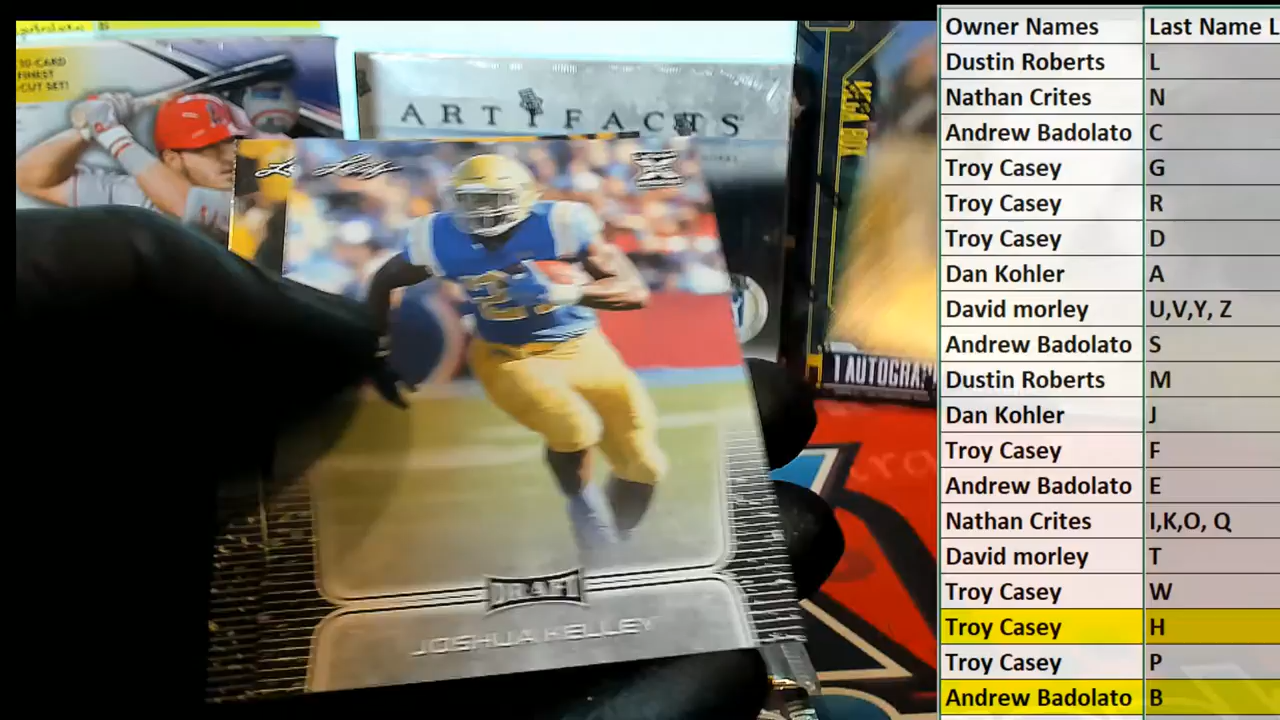 10-CARD
FINEST
-CUT SET!
ARTIFACTS
Leaf
1 AUTOGRA
DRAFT
JOSHUA KELLEY
Owner Names Last Name L
Dustin Roberts L
Nathan Crites N
Andrew Badolato C
Troy Casey G
Troy Casey R
Troy Casey D
Dan Kohler A
David morley U,V,Y, Z
Andrew Badolato S
Dustin Roberts M
Dan Kohler J
Troy Casey F
Andrew Badolato E
Nathan Crites I,K,O, Q
David morley T
Troy Casey W
Troy Casey H
Troy Casey P
Andrew Badolato B